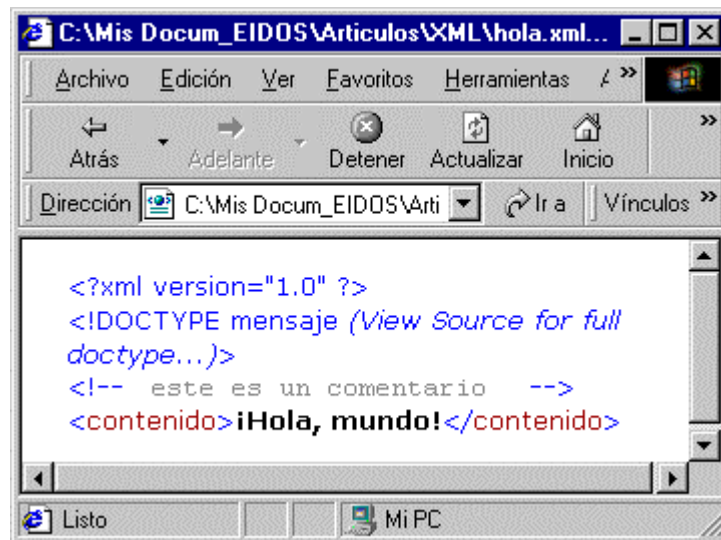 C:\Mis Docum_EIDOS\Articulos\XML\hola.xml...
Archivo Edición Ver Favoritos Herramientas »
Atrás Adelante Detener Actualizar Inicio »
Dirección C:\Mis Docum_EIDOS\Arti Ir a Vínculos »
<?xml version="1.0" ?>
<!DOCTYPE mensaje (View Source for full
doctype...)>
<!-- este es un comentario -->
<contenido>¡Hola, mundo!</contenido>
Listo Mi PC